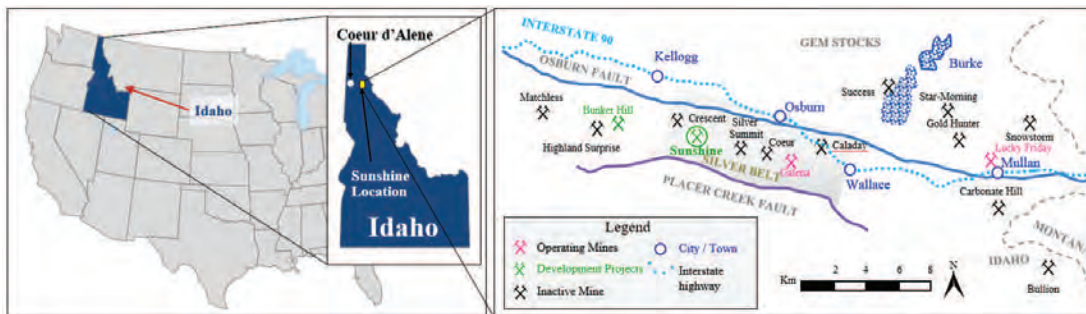 Coeur d'Alene
Idaho
Sunshine
Location
Idaho
INTERSTATE 90
Kellogg
GEM STOCKS
Burke
OSBURN FAULT
Success
Star-Morning
Matchless
Bunker Hill
Crescent
Silver
Summit
Osburn
Gold Hunter
Snowstorm
Highland Surprise
Sunshine
Coeur
Caladay
Lucky Friday
Mullan
SILVER BELT
Galena
Wallace
PLACER CREEK FAULT
Carbonate Hill
MONTANA
IDAHO
Bullion
Legend
Operating Mines
City / Town
Development Projects
Interstate
highway
Inactive Mine
Km
0 2 4 6 8
N